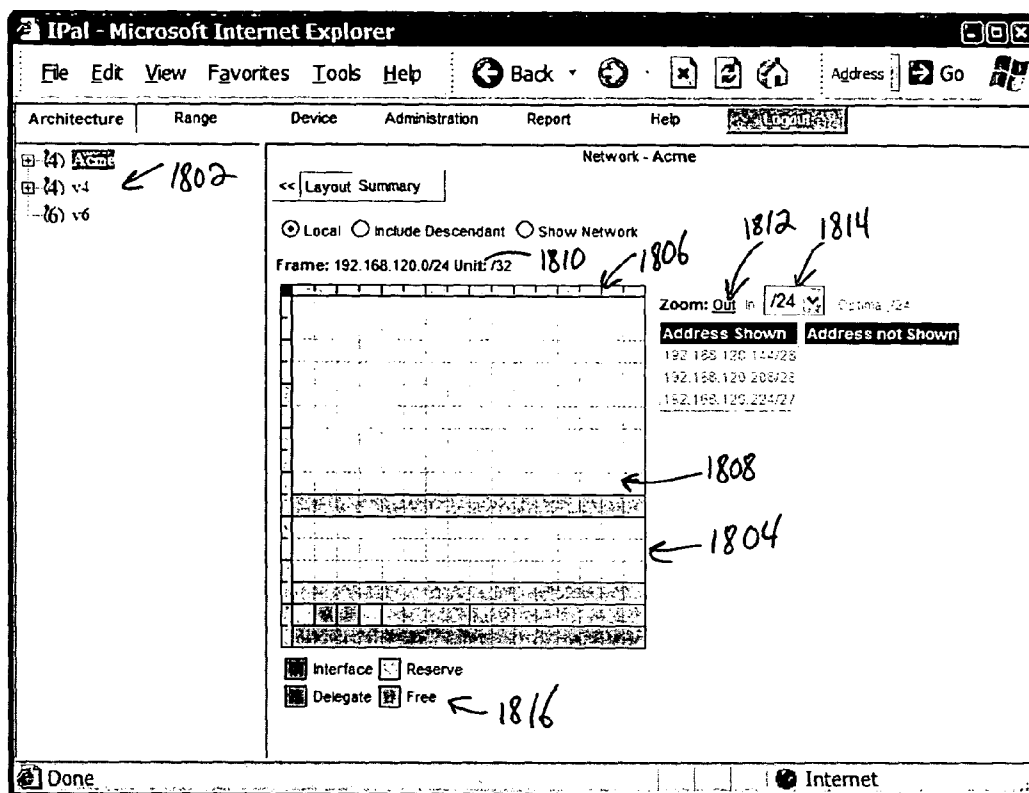 IPal - Microsoft Internet Explorer
File Edit View Favorites Tools Help Back Address Go
Architecture Range Device Administration Report Help Logout
(4) Acme
(4) v4
(6) v6
1802
Network - Acme
<< Layout Summary
Local Include Descendant Show Network
Frame: 192.168.120.0/24 Unit: /32
1810
1806
1812
1814
Zoom: Out In /24 Optimal /24
Address Shown Address not Shown
192.168.120.144/28
192.168.120.208/28
192.168.120.224/27
1808
1804
Interface Reserve
Delegate Free
1816
Done Internet